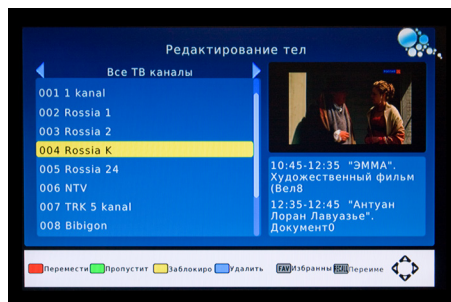 Редактирование тел
Все ТВ каналы
001 1 kanal
002 Rossia 1
003 Rossia 2
004 Rossia K
005 Rossia 24
006 NTV
007 TRK 5 kanal
008 Bibigon
10:45-12:35 "ЭММА".
Художественный фильм
(Вел8
12:35-12:45 "Антуан
Лоран Лавуазье".
Документ0
Перемести Пропустит Заблокиро Удалить FAV Избранны RECALL Переиме